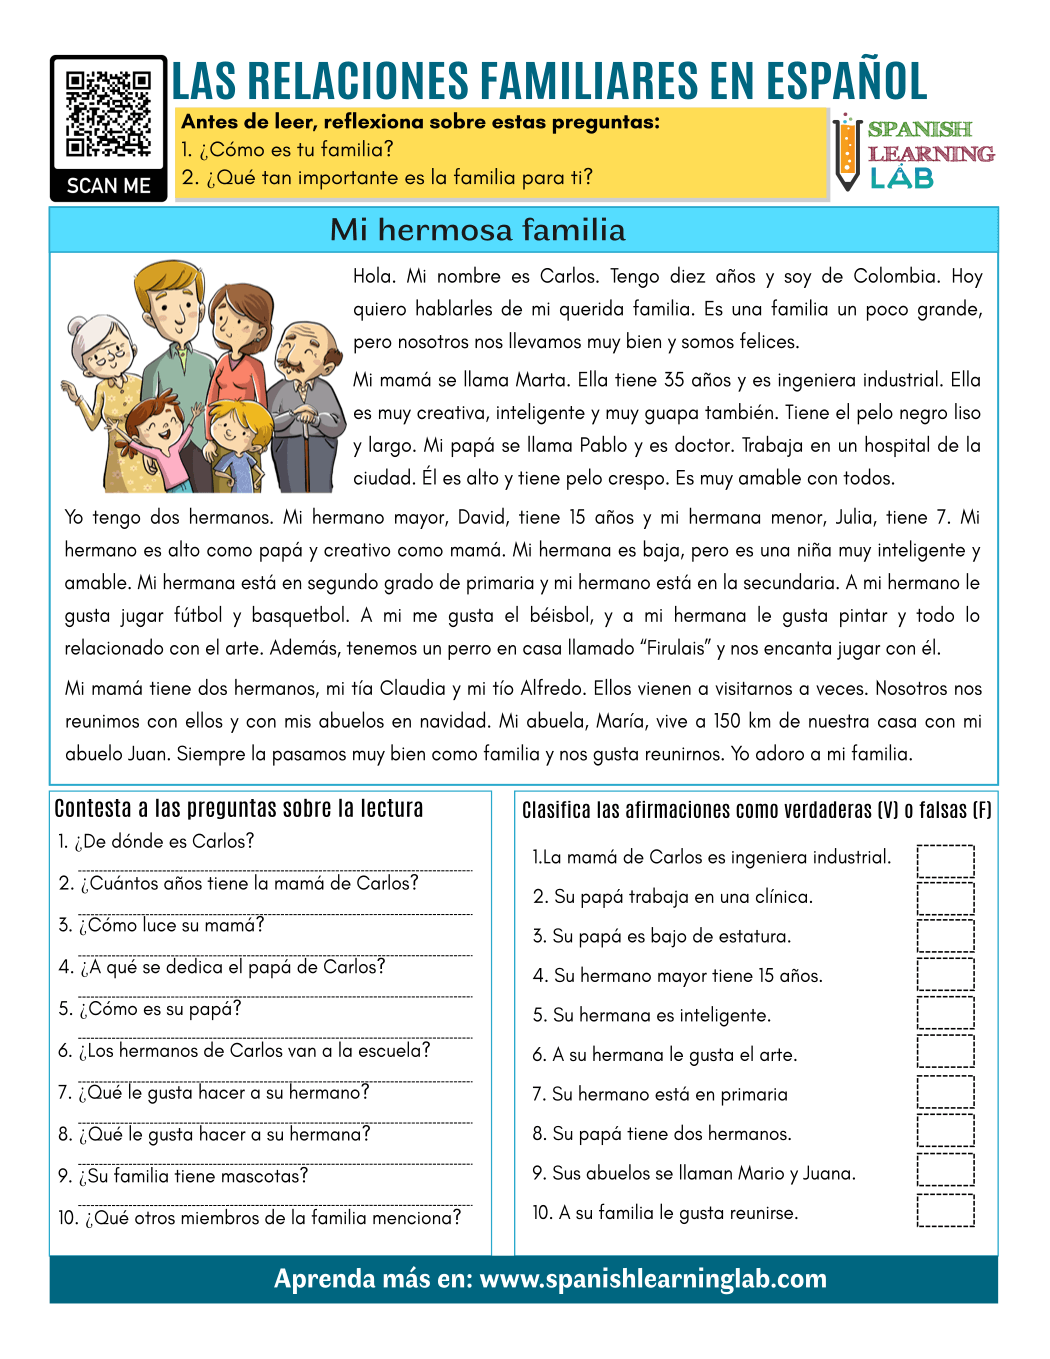 LAS RELACIONES FAMILIARES EN ESPAÑOL
SCAN ME
Antes de leer, reflexiona sobre estas preguntas:
1. ¿Cómo es tu familia?
2. ¿Qué tan importante es la familia para ti?
SPANISH
LEARNING
LAB
Mi hermosa familia
Hola. Mi nombre es Carlos. Tengo diez años y soy de Colombia. Hoy
quiero hablarles de mi querida familia. Es una familia un poco grande,
pero nosotros nos llevamos muy bien y somos felices.
Mi mamá se llama Marta. Ella tiene 35 años y es ingeniera industrial. Ella
es muy creativa, inteligente y muy guapa también. Tiene el pelo negro liso
y largo. Mi papá se llama Pablo y es doctor. Trabaja en un hospital de la
ciudad. Él es alto y tiene pelo crespo. Es muy amable con todos.
Yo tengo dos hermanos. Mi hermano mayor, David, tiene 15 años y mi hermana menor, Julia, tiene 7. Mi
hermano es alto como papá y creativo como mamá. Mi hermana es baja, pero es una niña muy inteligente y
amable. Mi hermana está en segundo grado de primaria y mi hermano está en la secundaria. A mi hermano le
gusta jugar fútbol y basquetbol. A mi me gusta el béisbol, y a mi hermana le gusta pintar y todo lo
relacionado con el arte. Además, tenemos un perro en casa llamado “Firulais” y nos encanta jugar con él.
Mi mamá tiene dos hermanos, mi tía Claudia y mi tío Alfredo. Ellos vienen a visitarnos a veces. Nosotros nos
reunimos con ellos y con mis abuelos en navidad. Mi abuela, María, vive a 150 km de nuestra casa con mi
abuelo Juan. Siempre la pasamos muy bien como familia y nos gusta reunirnos. Yo adoro a mi familia.
Contesta a las preguntas sobre la lectura
1. ¿De dónde es Carlos?
2. ¿Cuántos años tiene la mamá de Carlos?
3. ¿Cómo luce su mamá?
4. ¿A qué se dedica el papá de Carlos?
5. ¿Cómo es su papá?
6. ¿Los hermanos de Carlos van a la escuela?
7. ¿Qué le gusta hacer a su hermano?
8. ¿Qué le gusta hacer a su hermana?
9. ¿Su familia tiene mascotas?
10. ¿Qué otros miembros de la familia menciona?
Clasifica las afirmaciones como verdaderas (V) o falsas (F)
1.La mamá de Carlos es ingeniera industrial.
2. Su papá trabaja en una clínica.
3. Su papá es bajo de estatura.
4. Su hermano mayor tiene 15 años.
5. Su hermana es inteligente.
6. A su hermana le gusta el arte.
7. Su hermano está en primaria
8. Su papá tiene dos hermanos.
9. Sus abuelos se llaman Mario y Juana.
10. A su familia le gusta reunirse.
Aprenda más en: www.spanishlearninglab.com